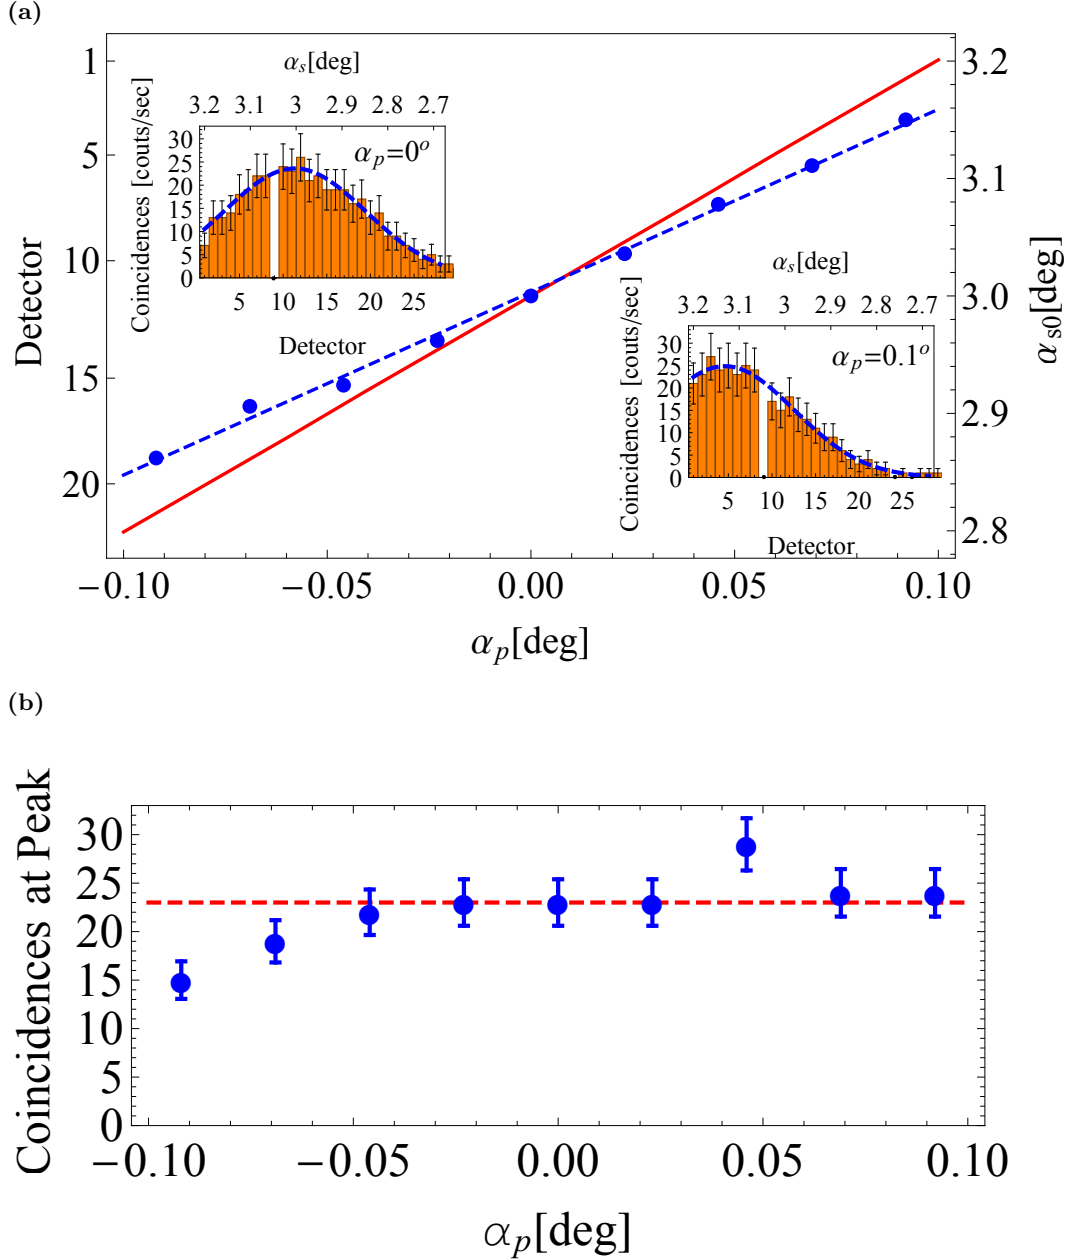 (a)
Detector
1
5
10
15
20
α_s[deg]
3.2 3.1 3 2.9 2.8 2.7
Coincidences [couts/sec]
30
25
20
15
10
5
0
α_p=0°
5 10 15 20 25
Detector
α_s[deg]
3.2 3.1 3 2.9 2.8 2.7
Coincidences [couts/sec]
30
25
20
15
10
5
0
α_p=0.1°
5 10 15 20 25
Detector
3.2
3.1
3.0
2.9
2.8
α_s0[deg]
−0.10 −0.05 0.00 0.05 0.10
α_p[deg]
(b)
Coincidences at Peak
30
25
20
15
10
5
0
−0.10 −0.05 0.00 0.05 0.10
α_p[deg]